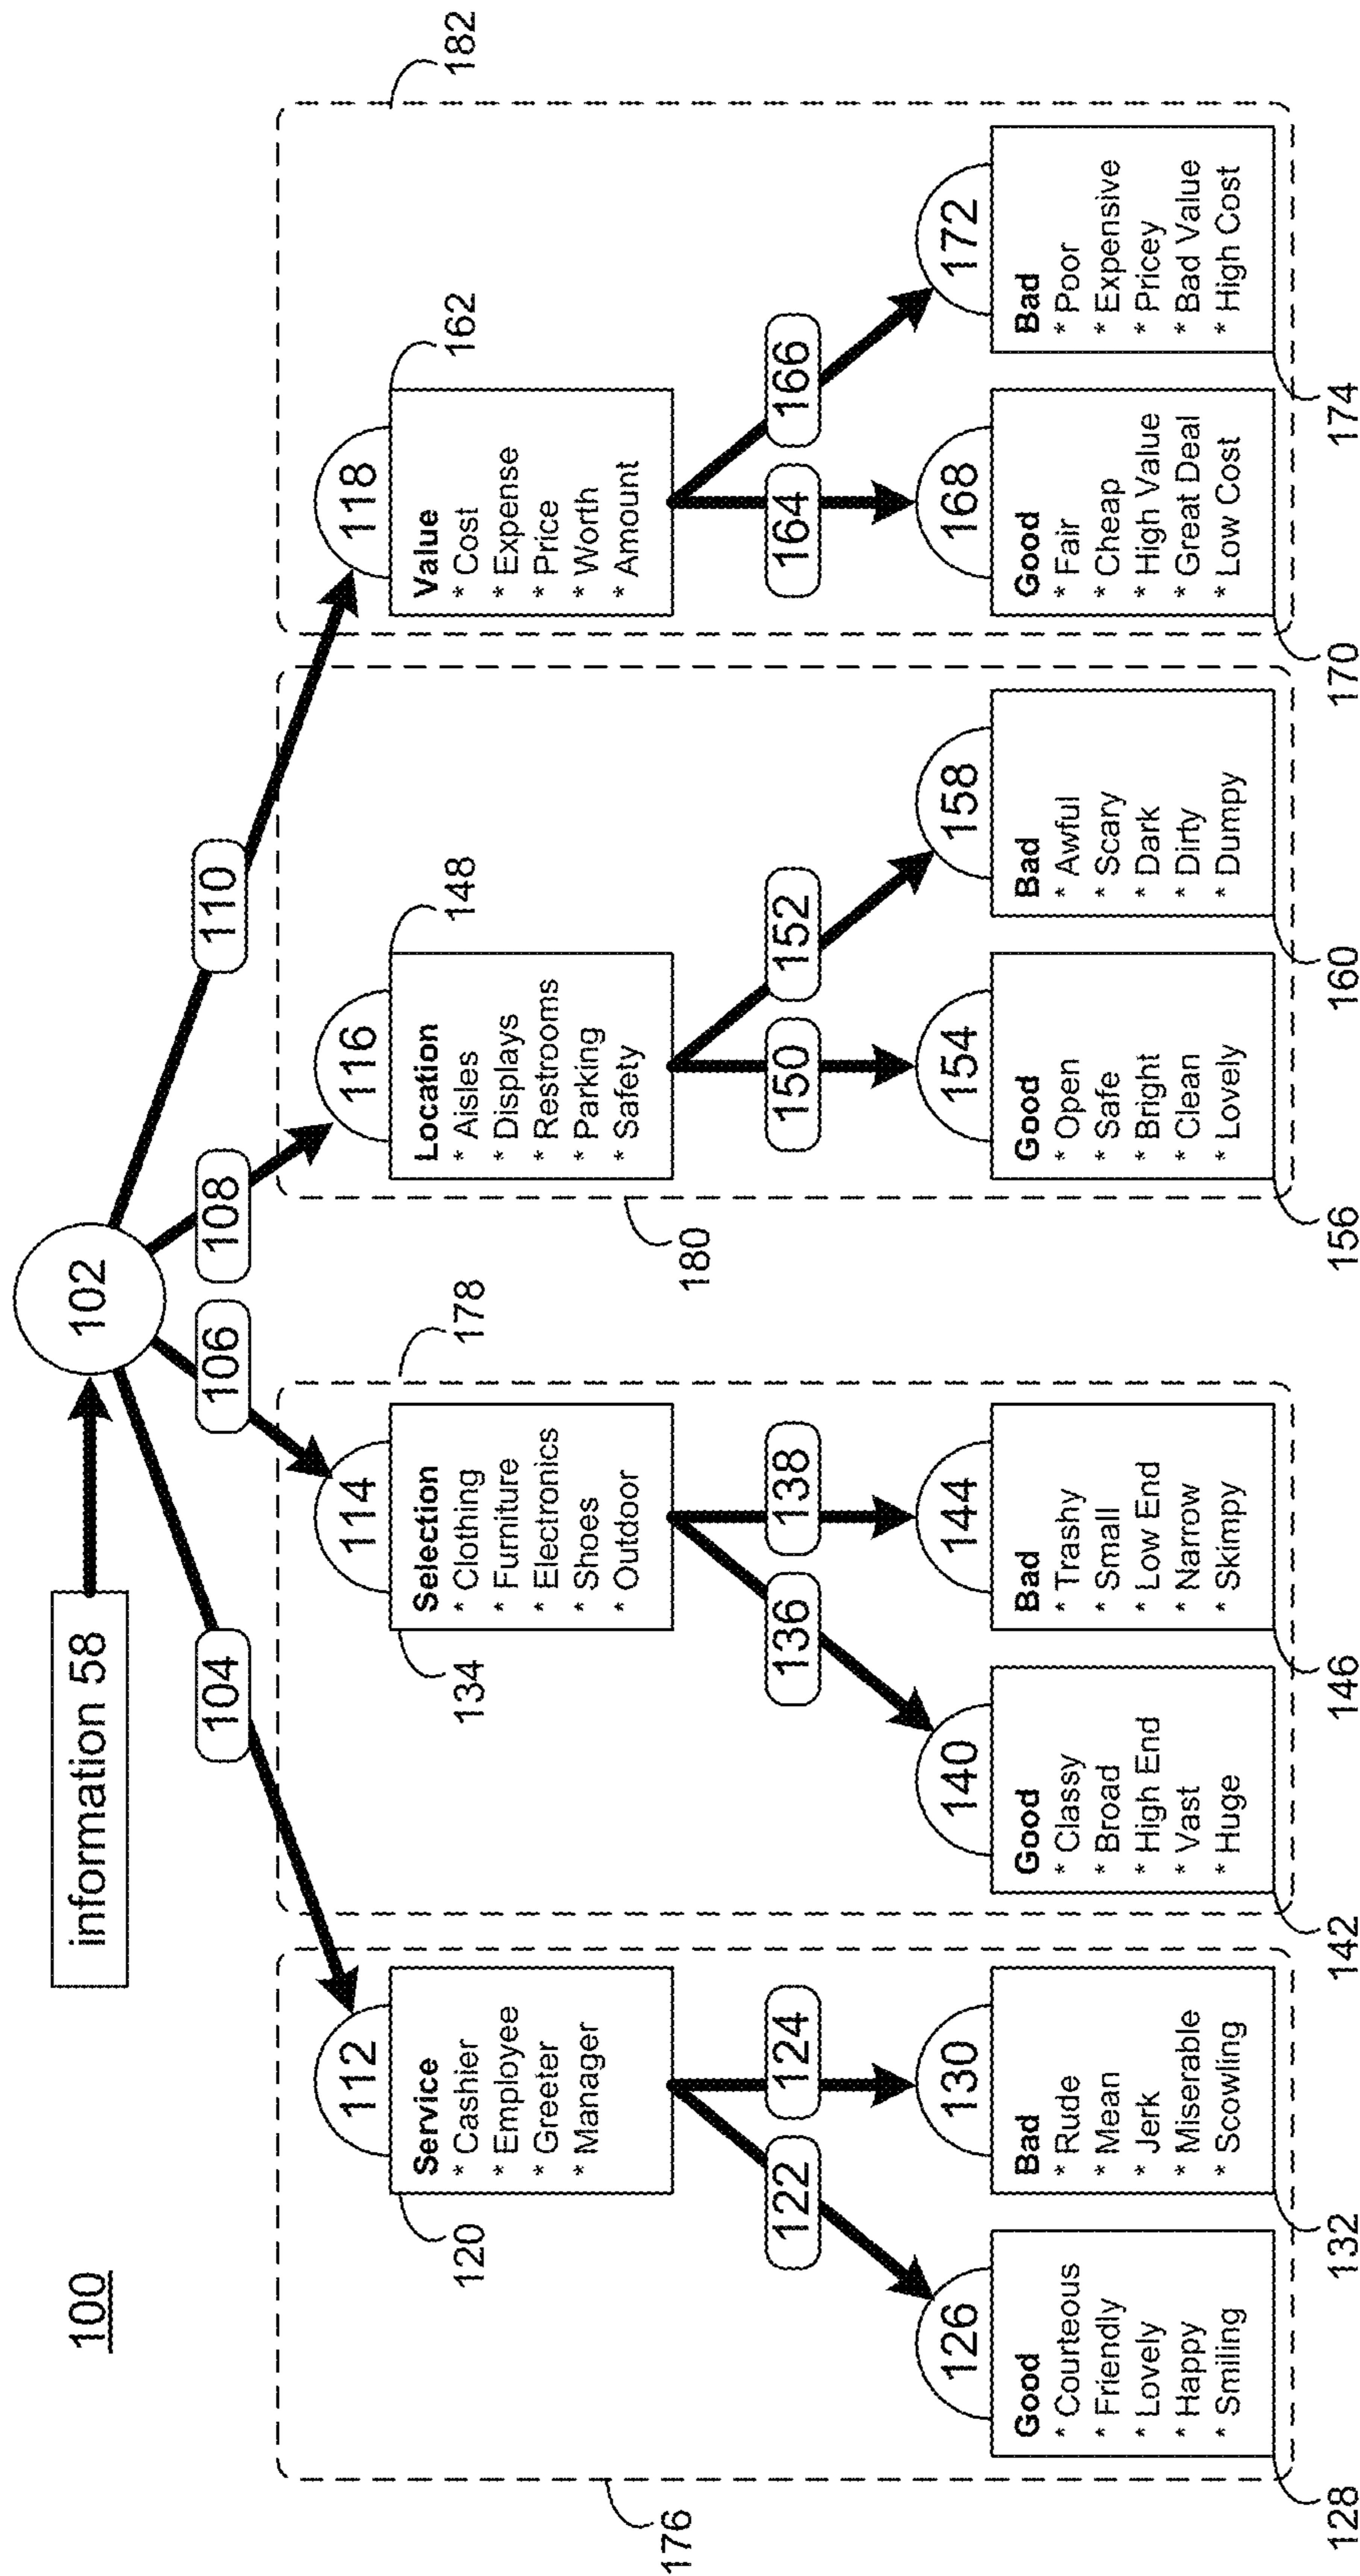 100
information 58
102
104
106
108
110
176
112
120
Service
* Cashier
* Employee
* Greeter
* Manager
122
124
126
Good
* Courteous
* Friendly
* Lovely
* Happy
* Smiling
128
130
Bad
* Rude
* Mean
* Jerk
* Miserable
* Scowling
132
178
114
134
Selection
* Clothing
* Furniture
* Electronics
* Shoes
* Outdoor
136
138
140
Good
* Classy
* Broad
* High End
* Vast
* Huge
142
144
Bad
* Trashy
* Small
* Low End
* Narrow
* Skimpy
146
180
116
148
Location
* Aisles
* Displays
* Restrooms
* Parking
* Safety
150
152
154
Good
* Open
* Safe
* Bright
* Clean
* Lovely
156
158
Bad
* Awful
* Scary
* Dark
* Dirty
* Dumpy
160
182
118
162
Value
* Cost
* Expense
* Price
* Worth
* Amount
164
166
168
Good
* Fair
* Cheap
* High Value
* Great Deal
* Low Cost
170
172
Bad
* Poor
* Expensive
* Pricey
* Bad Value
* High Cost
174